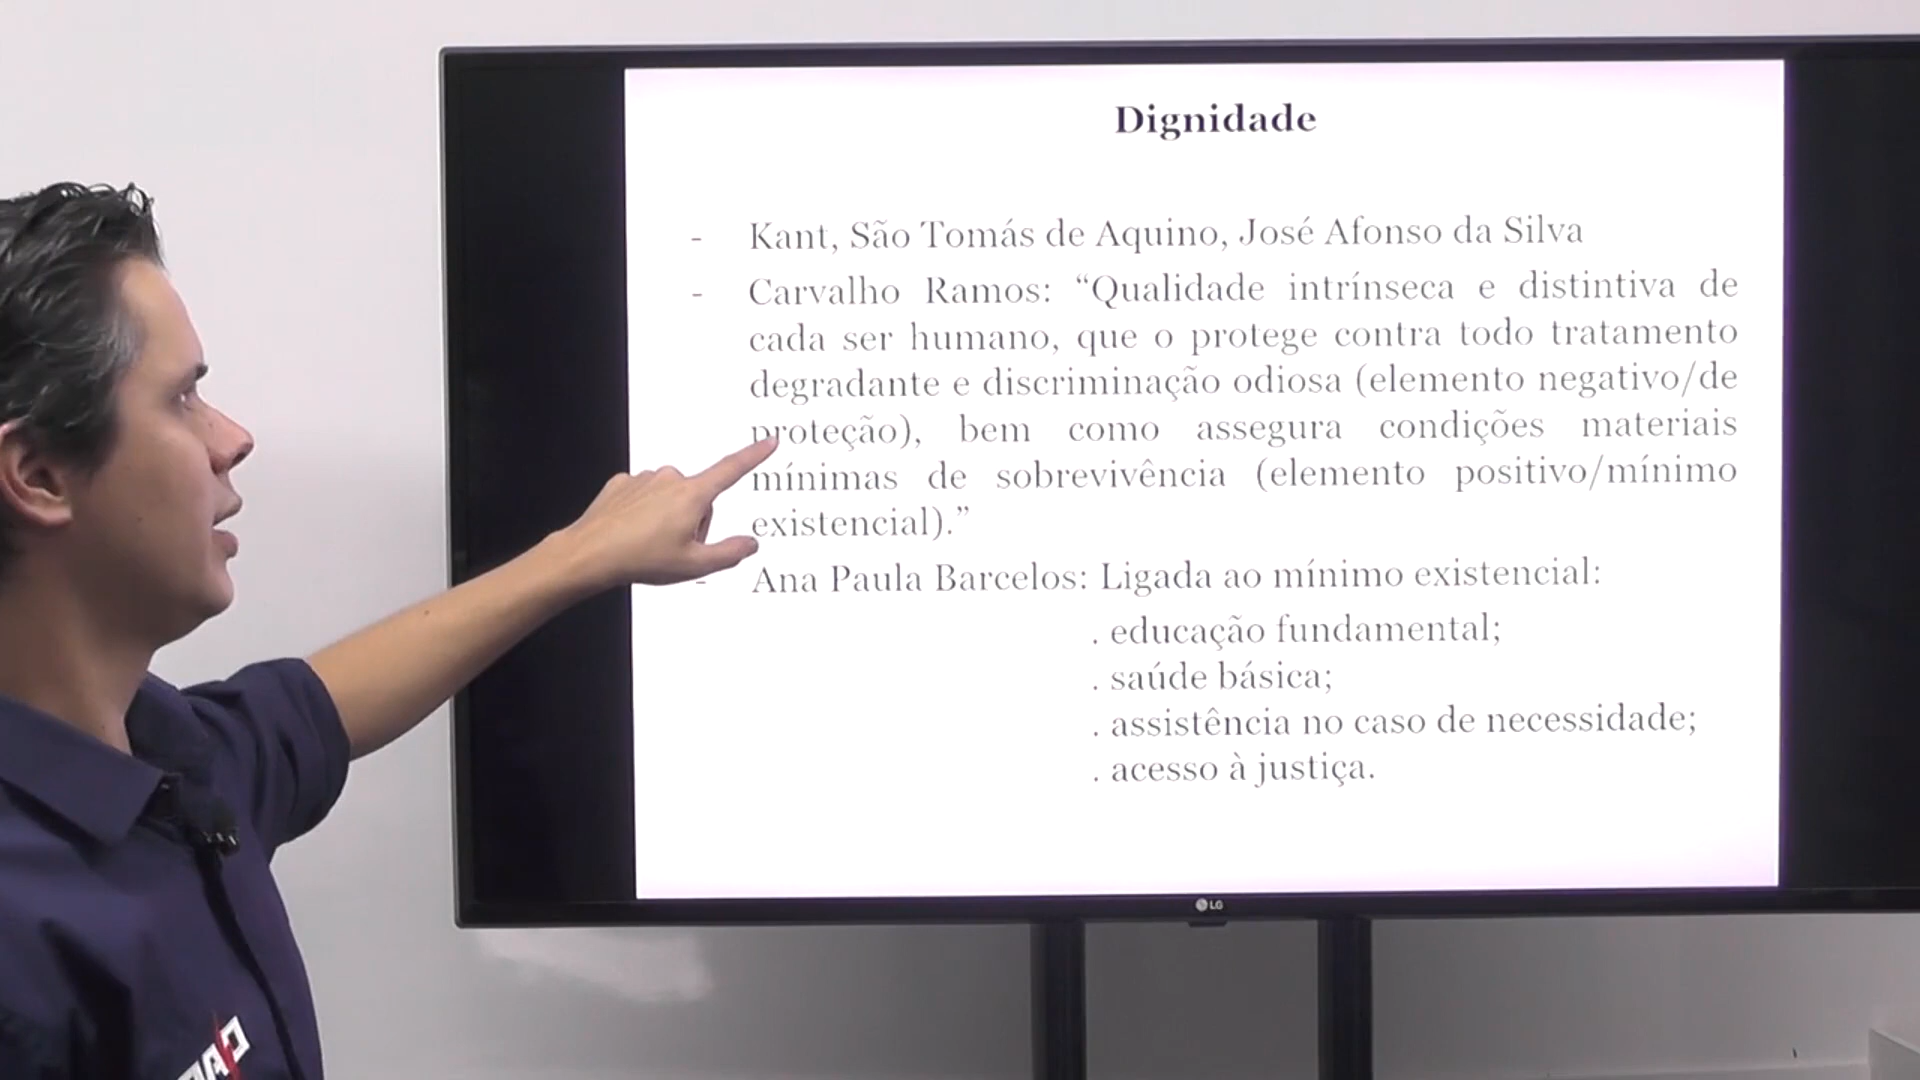 Dignidade
- Kant, São Tomás de Aquino, José Afonso da Silva
- Carvalho Ramos: “Qualidade intrínseca e distintiva de
cada ser humano, que o protege contra todo tratamento
degradante e discriminação odiosa (elemento negativo/de
proteção), bem como assegura condições materiais
mínimas de sobrevivência (elemento positivo/mínimo
existencial).”
- Ana Paula Barcelos: Ligada ao mínimo existencial:
. educação fundamental;
. saúde básica;
. assistência no caso de necessidade;
. acesso à justiça.
LG